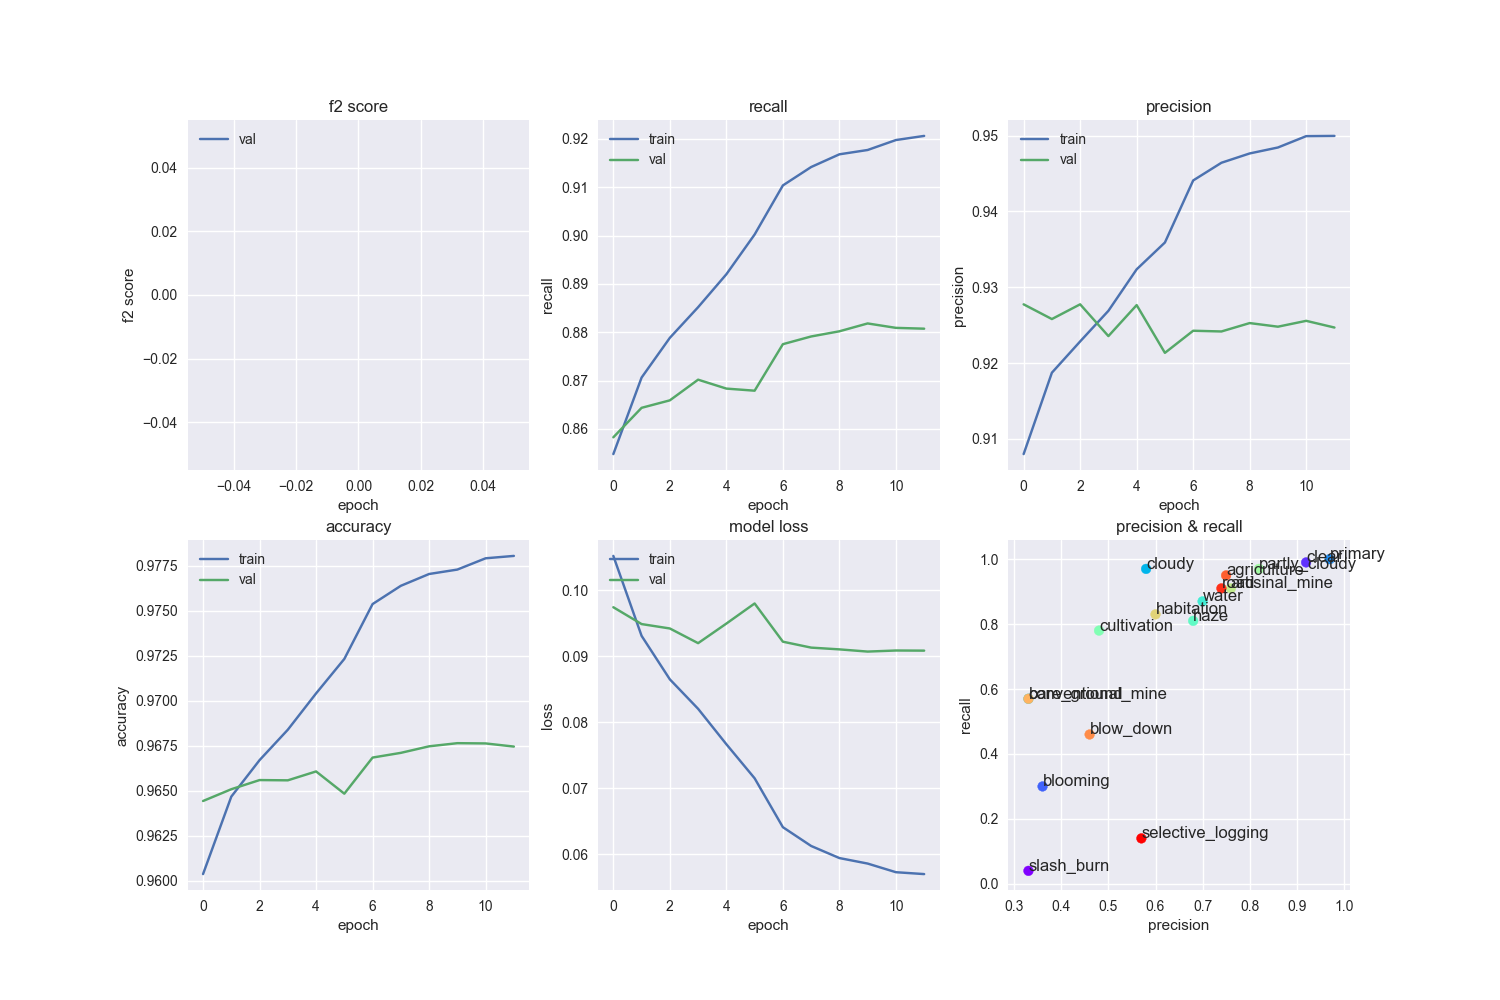 f2 score
val
0.04
0.02
0.00
−0.02
−0.04
f2 score
−0.04
−0.02
0.00
0.02
0.04
epoch
recall
train
val
0.92
0.91
0.90
0.89
0.88
0.87
0.86
recall
0
2
4
6
8
10
epoch
precision
train
val
0.95
0.94
0.93
0.92
0.91
precision
0
2
4
6
8
10
epoch
accuracy
train
val
0.9775
0.9750
0.9725
0.9700
0.9675
0.9650
0.9625
0.9600
accuracy
0
2
4
6
8
10
epoch
model loss
train
val
0.10
0.09
0.08
0.07
0.06
loss
0
2
4
6
8
10
epoch
precision & recall
1.0
0.8
0.6
0.4
0.2
0.0
recall
primary
clear
partly_cloudy
cloudy
agriculture
road
artisinal_mine
water
habitation
haze
cultivation
bare_ground
conventional_mine
blow_down
blooming
selective_logging
slash_burn
0.3
0.4
0.5
0.6
0.7
0.8
0.9
1.0
precision